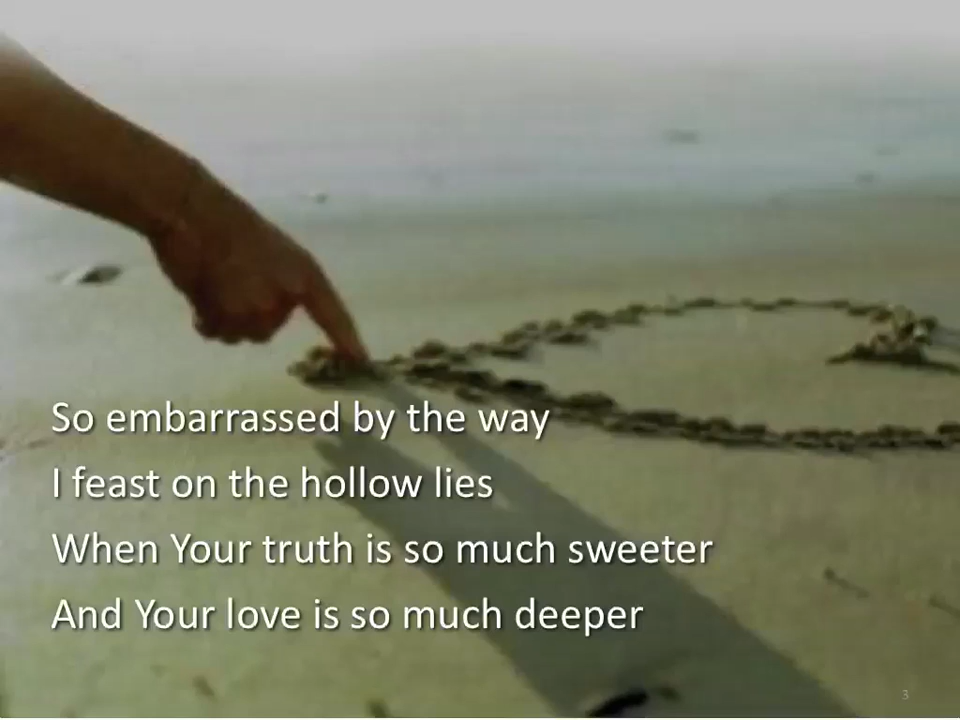 So embarrassed by the way
I feast on the hollow lies
When Your truth is so much sweeter
And Your love is so much deeper
3